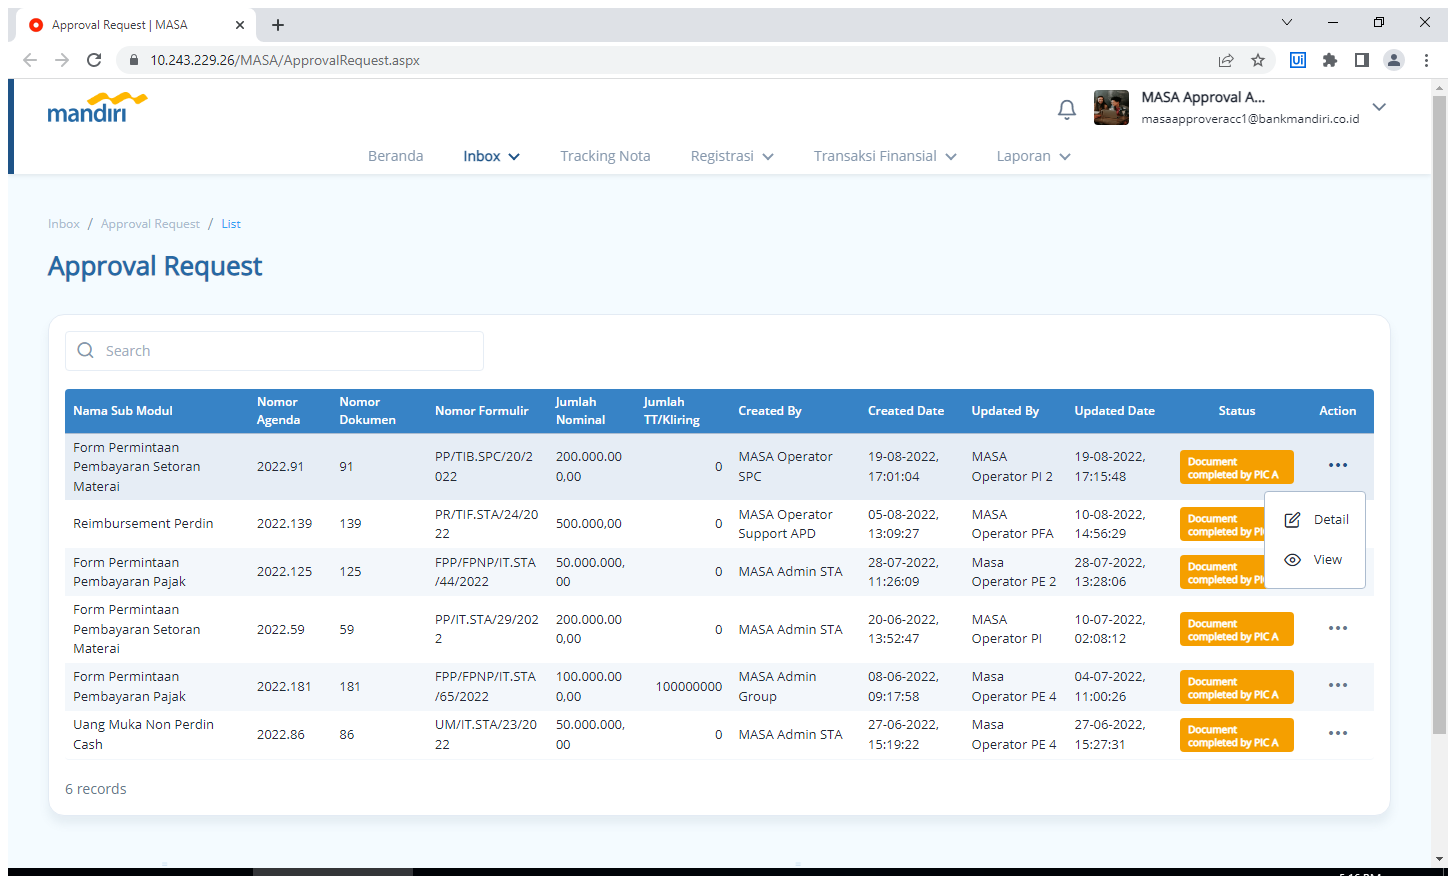 Approval Request | MASA
10.243.229.26/MASA/ApprovalRequest.aspx
Ui
mandiri
MASA Approval A...
masaapproveracc1@bankmandiri.co.id
Beranda Inbox Tracking Nota Registrasi Transaksi Finansial Laporan
Inbox / Approval Request / List
Approval Request
Search
Nama Sub Modul Nomor Agenda Nomor Dokumen Nomor Formulir Jumlah Nominal Jumlah TT/Kliring Created By Created Date Updated By Updated Date Status Action
Form Permintaan Pembayaran Setoran Materai 2022.91 91 PP/TIB.SPC/20/2022 200.000.000,00 0 MASA Operator SPC 19-08-2022, 17:01:04 MASA Operator PI 2 19-08-2022, 17:15:48 Document completed by PIC A
Detail
View
Reimbursement Perdin 2022.139 139 PR/TIF.STA/24/2022 500.000,00 0 MASA Operator Support APD 05-08-2022, 13:09:27 MASA Operator PFA 10-08-2022, 14:56:29 Document completed by
Form Permintaan Pembayaran Pajak 2022.125 125 FPP/FPNP/IT.STA/44/2022 50.000.000,00 0 MASA Admin STA 28-07-2022, 11:26:09 Masa Operator PE 2 28-07-2022, 13:28:06 Document completed by
Form Permintaan Pembayaran Setoran Materai 2022.59 59 PP/IT.STA/29/2022 200.000.000,00 0 MASA Admin STA 20-06-2022, 13:52:47 MASA Operator PI 10-07-2022, 02:08:12 Document completed by PIC A
Form Permintaan Pembayaran Pajak 2022.181 181 FPP/FPNP/IT.STA/65/2022 100.000.000,00 100000000 MASA Admin Group 08-06-2022, 09:17:58 Masa Operator PE 4 04-07-2022, 11:00:26 Document completed by PIC A
Uang Muka Non Perdin Cash 2022.86 86 UM/IT.STA/23/2022 50.000.000,00 0 MASA Admin STA 27-06-2022, 15:19:22 Masa Operator PE 4 27-06-2022, 15:27:31 Document completed by PIC A
6 records